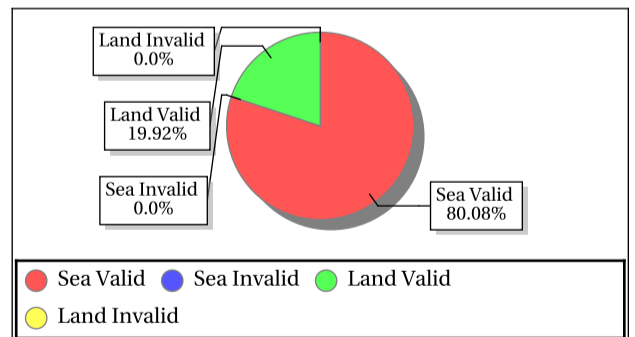 Land Invalid
0.0%
Land Valid
19.92%
Sea Invalid
0.0%
Sea Valid
80.08%
Sea Valid Sea Invalid Land Valid
Land Invalid